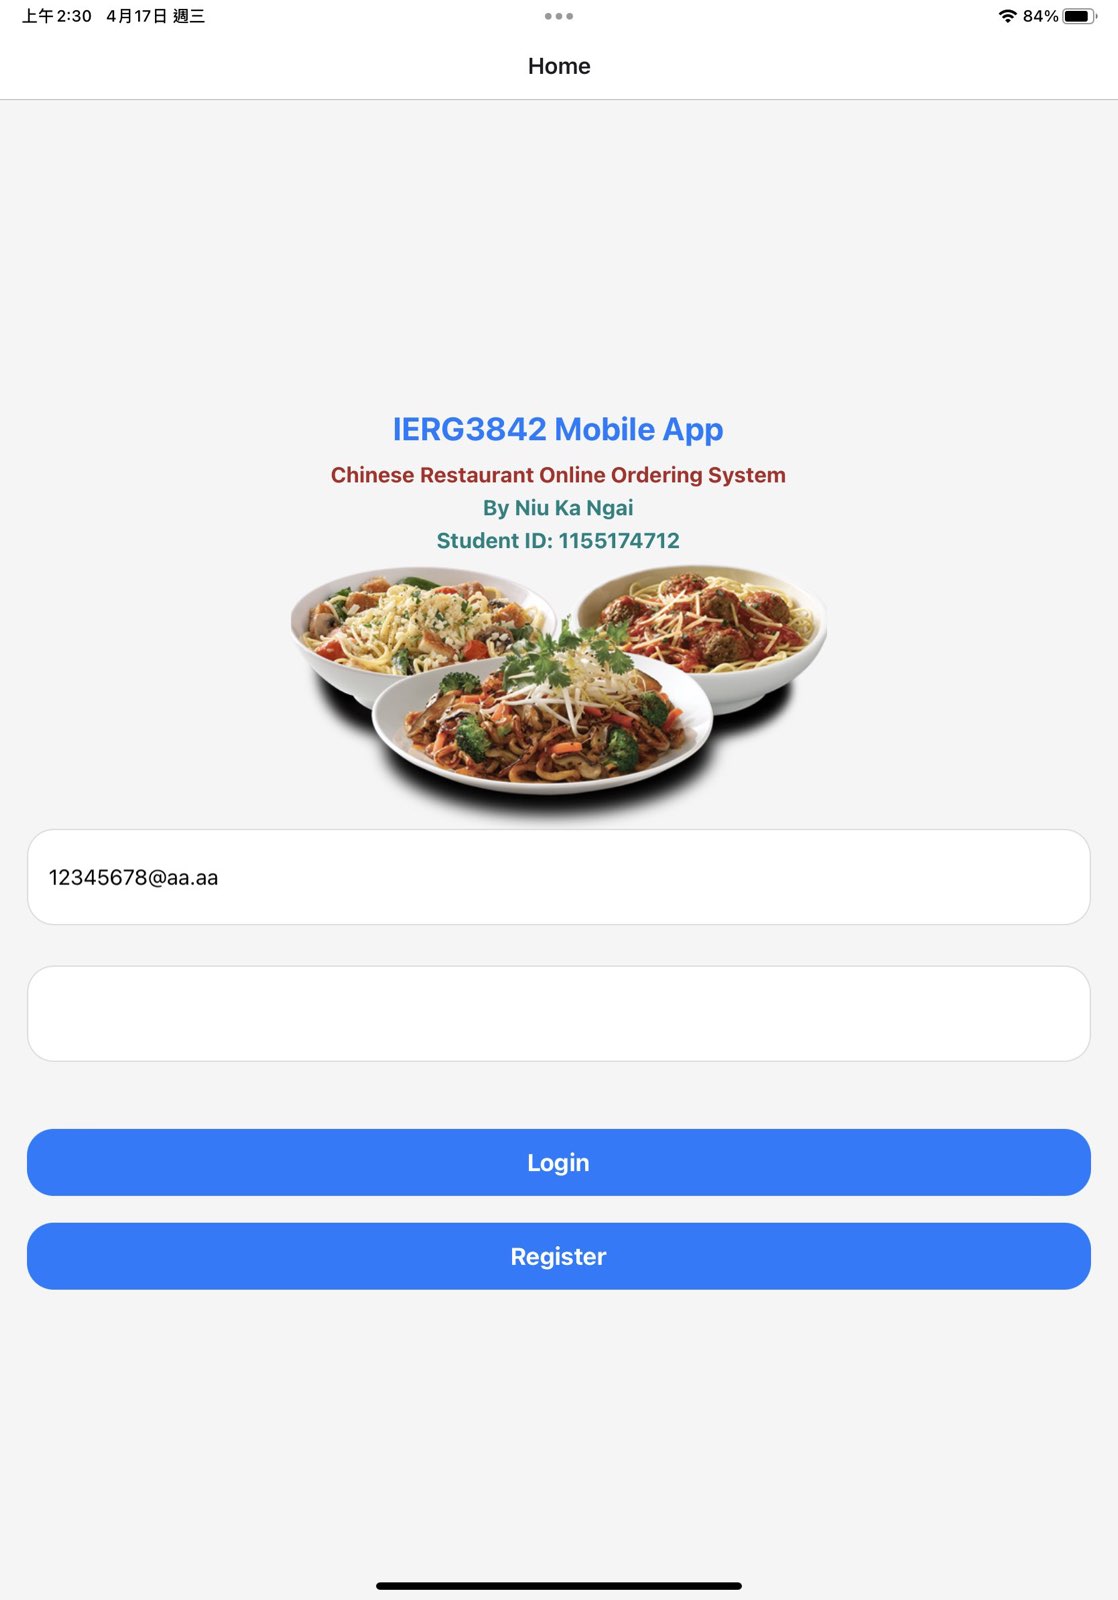 上午2:30 4月17日 週三
84%
Home
IERG3842 Mobile App
Chinese Restaurant Online Ordering System
By Niu Ka Ngai
Student ID: 1155174712
12345678@aa.aa
Login
Register